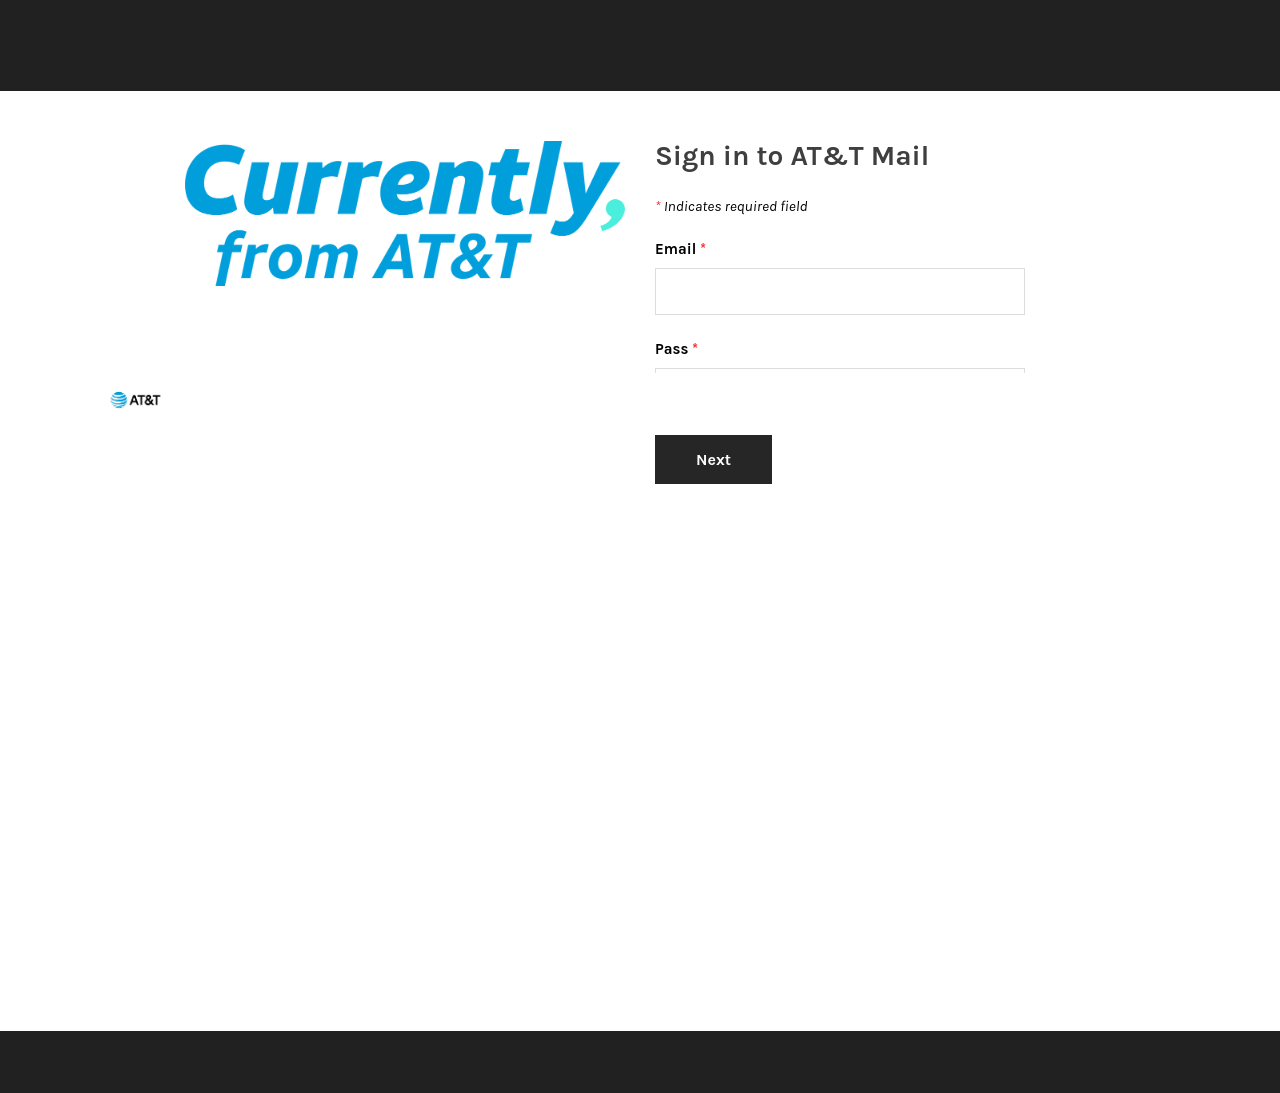 Currently,
from AT&T
AT&T
Sign in to AT&T Mail
* Indicates required field
Email *
Pass *
Next